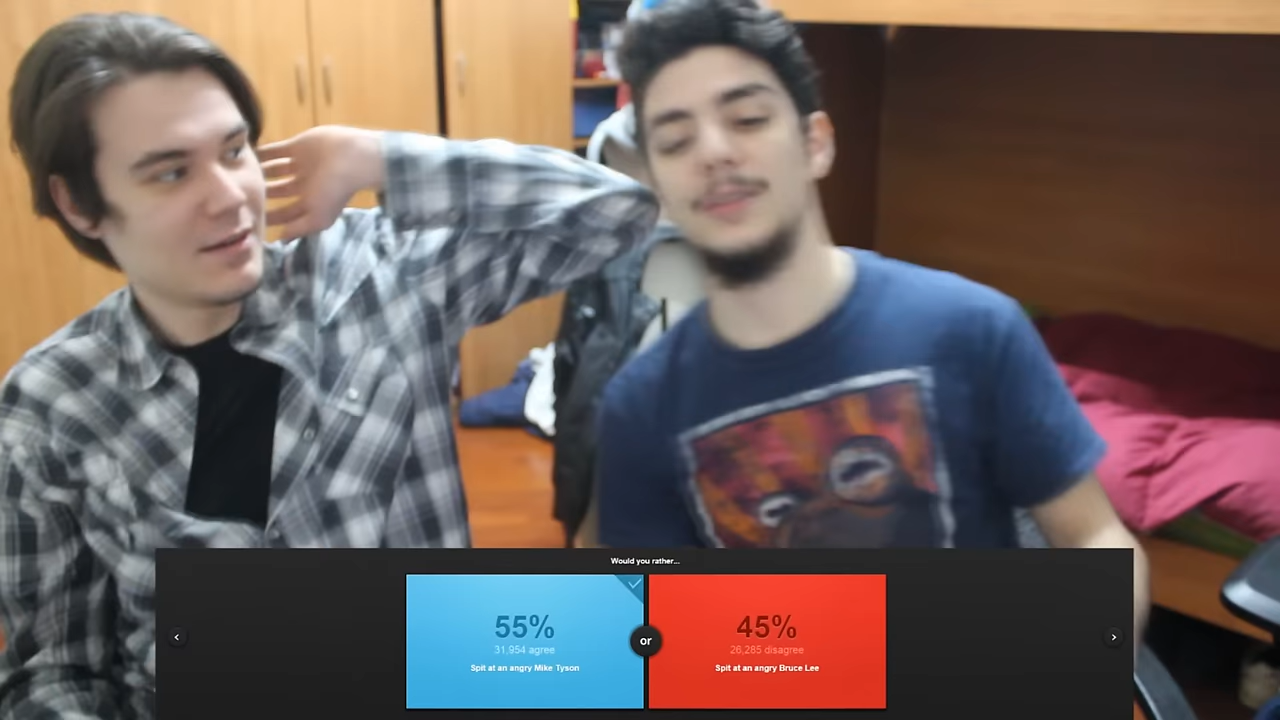 Would you rather...
55%
31,954 agree
Spit at an angry Mike Tyson
or
45%
26,285 disagree
Spit at an angry Bruce Lee